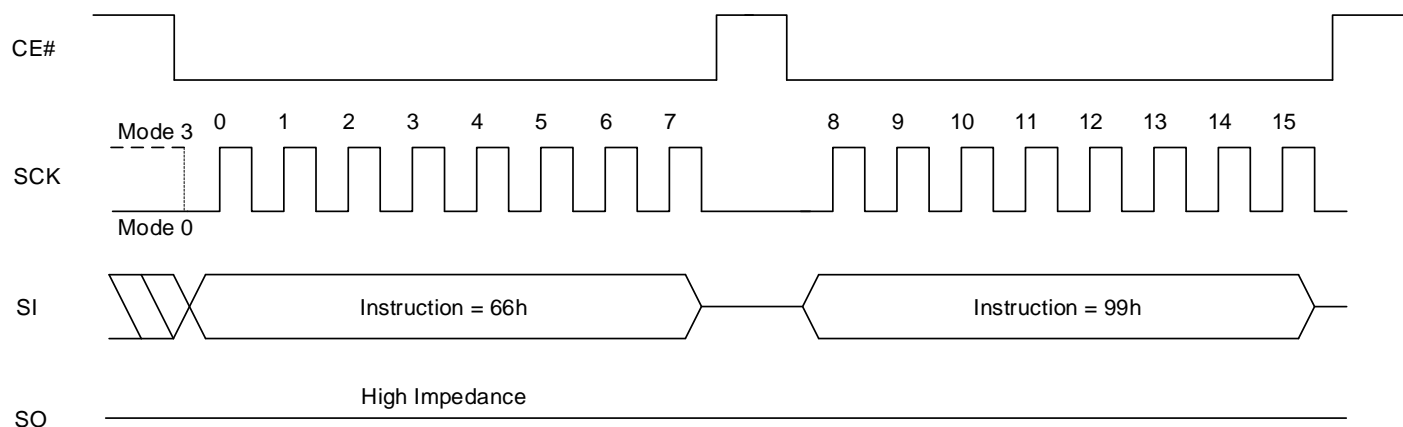 CE#
Mode 3
0 1 2 3 4 5 6 7 8 9 10 11 12 13 14 15
SCK
Mode 0
SI
Instruction = 66h
Instruction = 99h
High Impedance
SO